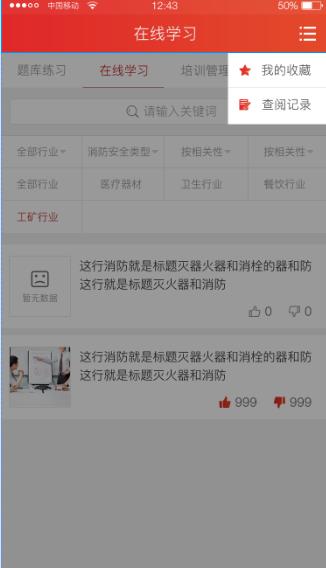 中国移动 12:43 50%
在线学习
题库练习 在线学习 培训管理
我的收藏
查阅记录
请输入关键词
全部行业 消防安全类型 按相关性 按相关性
全部行业 医疗器材 卫生行业 餐饮行业
工矿行业
这行消防就是标题灭器火器和消栓的器和防
这行就是标题灭火器和消防
暂无数据
0 0
这行消防就是标题灭器火器和消栓的器和防
这行就是标题灭火器和消防
999 999